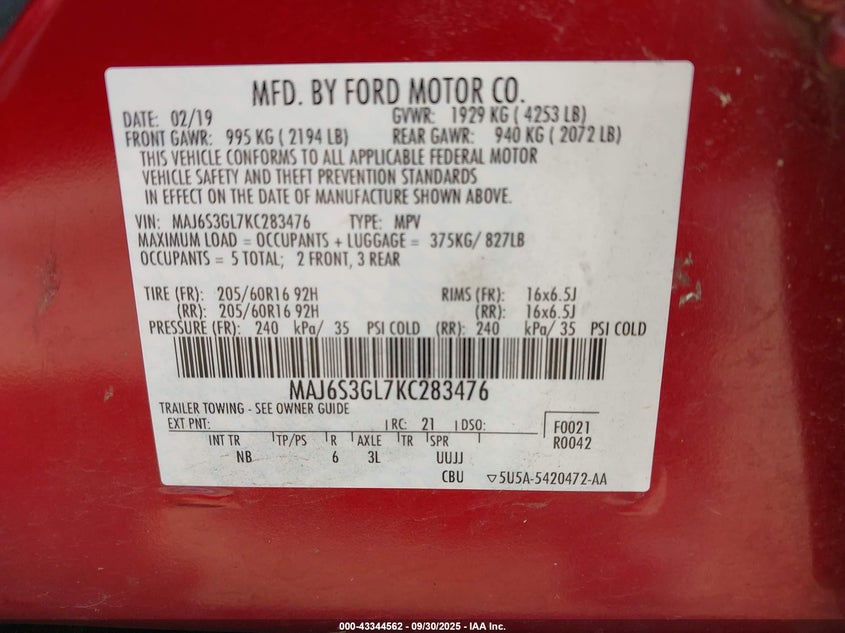 MFD. BY FORD MOTOR CO.
DATE: 02/19 GVWR: 1929 KG ( 4253 LB)
FRONT GAWR: 995 KG ( 2194 LB) REAR GAWR: 940 KG ( 2072 LB)
THIS VEHICLE CONFORMS TO ALL APPLICABLE FEDERAL MOTOR
VEHICLE SAFETY AND THEFT PREVENTION STANDARDS
IN EFFECT ON THE DATE OF MANUFACTURE SHOWN ABOVE.
VIN: MAJ6S3GL7KC283476 TYPE: MPV
MAXIMUM LOAD = OCCUPANTS + LUGGAGE = 375KG/ 827LB
OCCUPANTS = 5 TOTAL; 2 FRONT, 3 REAR
TIRE (FR): 205/60R16 92H RIMS (FR): 16x6.5J
(RR): 205/60R16 92H (RR): 16x6.5J
PRESSURE (FR): 240 kPa/ 35 PSI COLD (RR): 240 kPa/ 35 PSI COLD
MAJ6S3GL7KC283476
TRAILER TOWING - SEE OWNER GUIDE
EXT PNT: RC: 21 DSO: F0021
R0042
INT TR TP/PS R AXLE TR SPR
NB 6 3L UUJJ
CBU ▽5U5A-5420472-AA
000-43344562 - 09/30/2025 - IAA Inc.